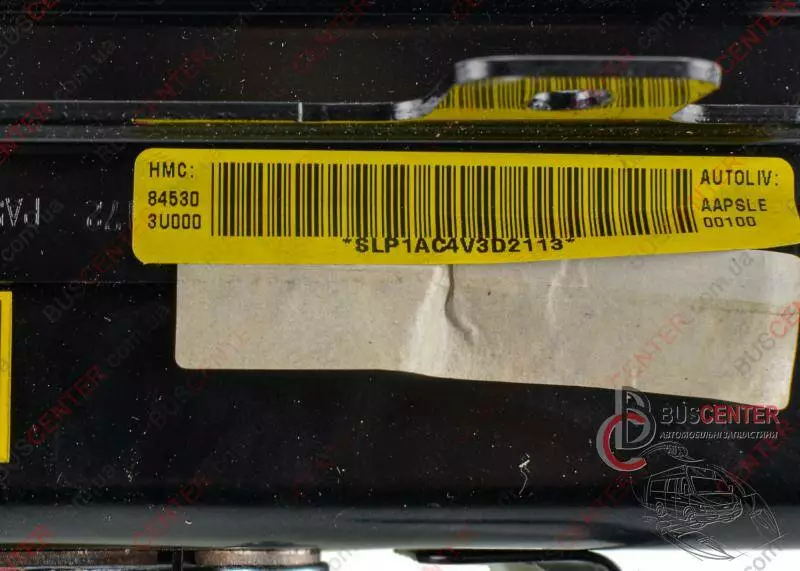 HMC:
84530
3U000
AUTOLIV:
AAPSLE
00100
*SLP1AC4V3D2113*
BUSCENTER
АВТОМОБІЛЬНІ ЗАПЧАСТИНИ